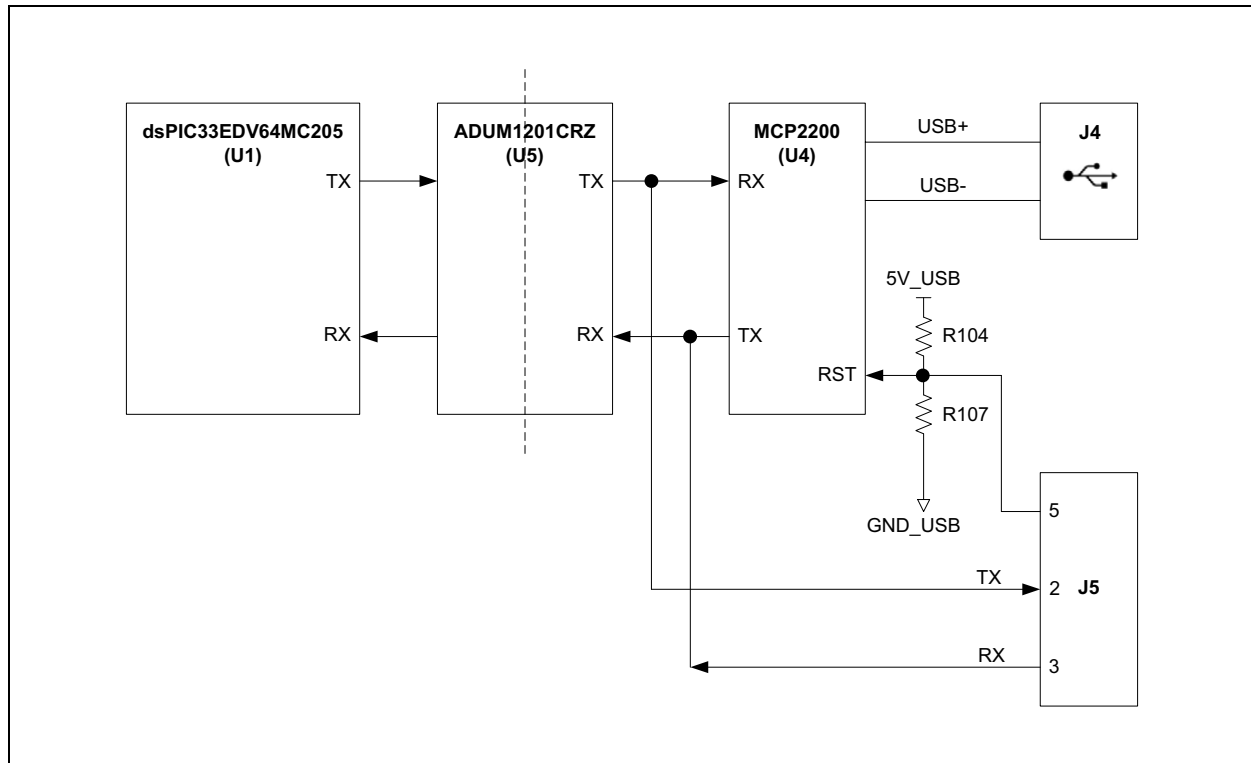 dsPIC33EDV64MC205
(U1)
TX
RX
ADUM1201CRZ
(U5)
TX
RX
MCP2200
(U4)
RX
TX
RST
USB+
USB-
J4
5V_USB
R104
R107
GND_USB
5
TX
2
J5
RX
3